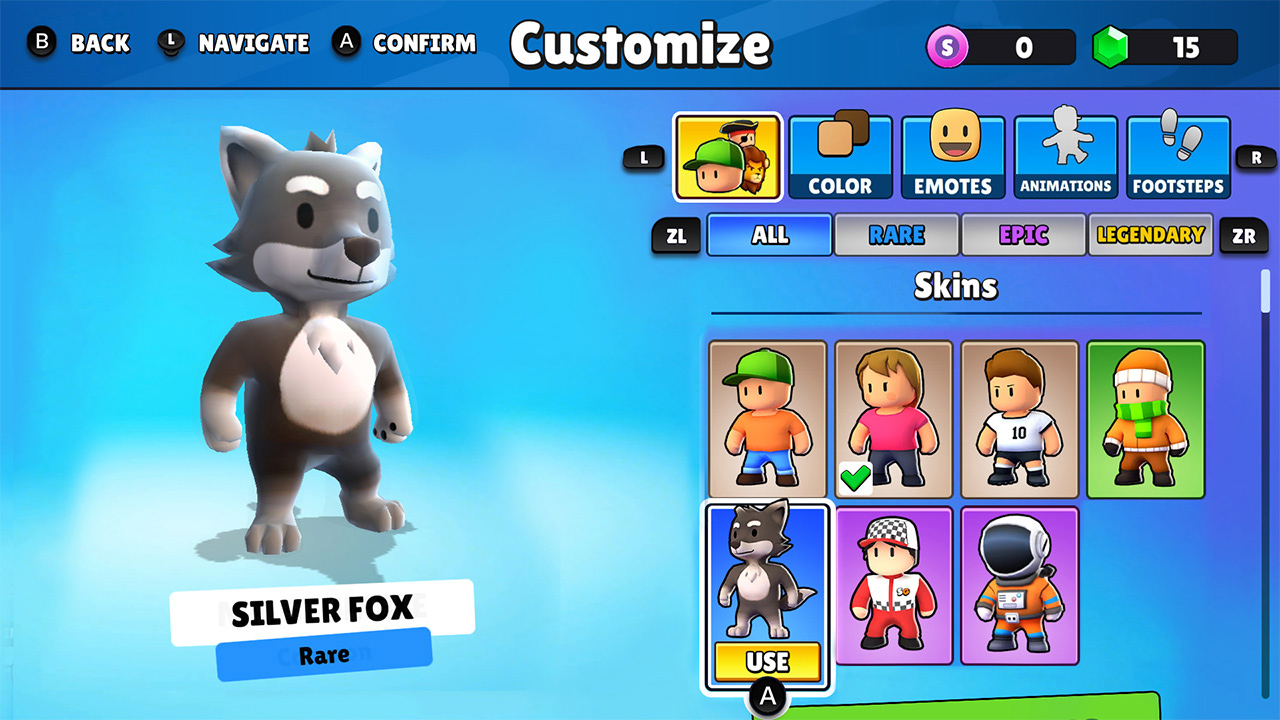 B BACK L NAVIGATE A CONFIRM
Customize
S 0 15
L R
COLOR EMOTES ANIMATIONS FOOTSTEPS
ZL ALL RARE EPIC LEGENDARY ZR
Skins
10
SILVER FOX
Rare
USE
A